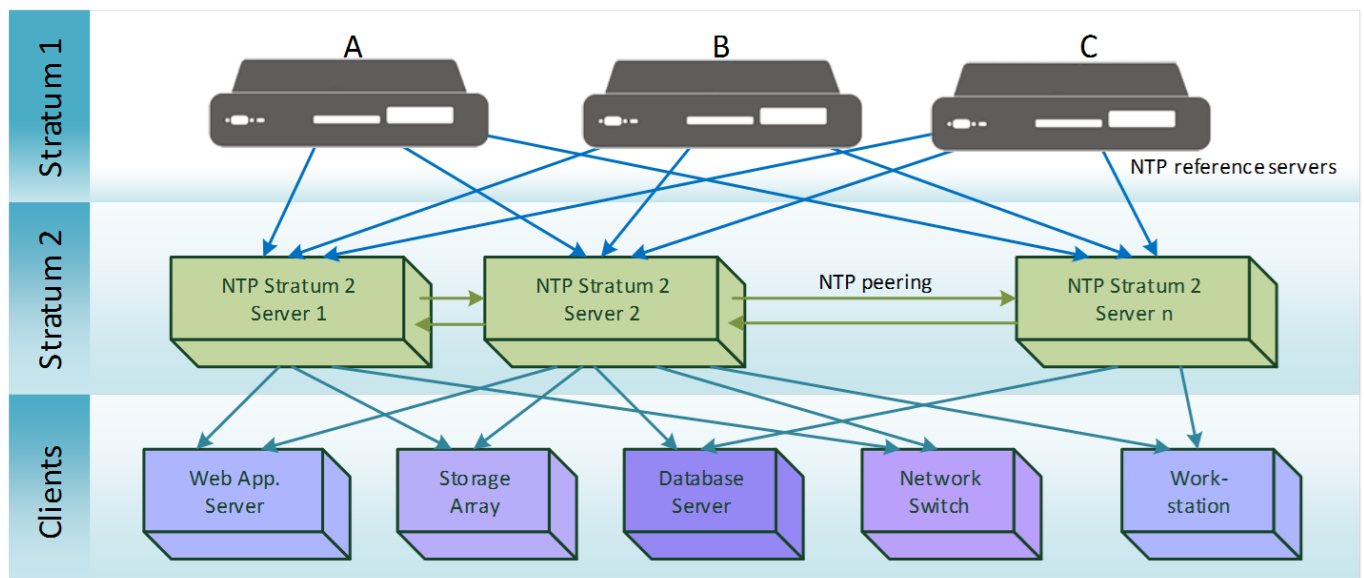 Stratum 1
A
B
C
NTP reference servers
Stratum 2
NTP Stratum 2
Server 1
NTP Stratum 2
Server 2
NTP peering
NTP Stratum 2
Server n
Clients
Web App.
Server
Storage
Array
Database
Server
Network
Switch
Work-
station